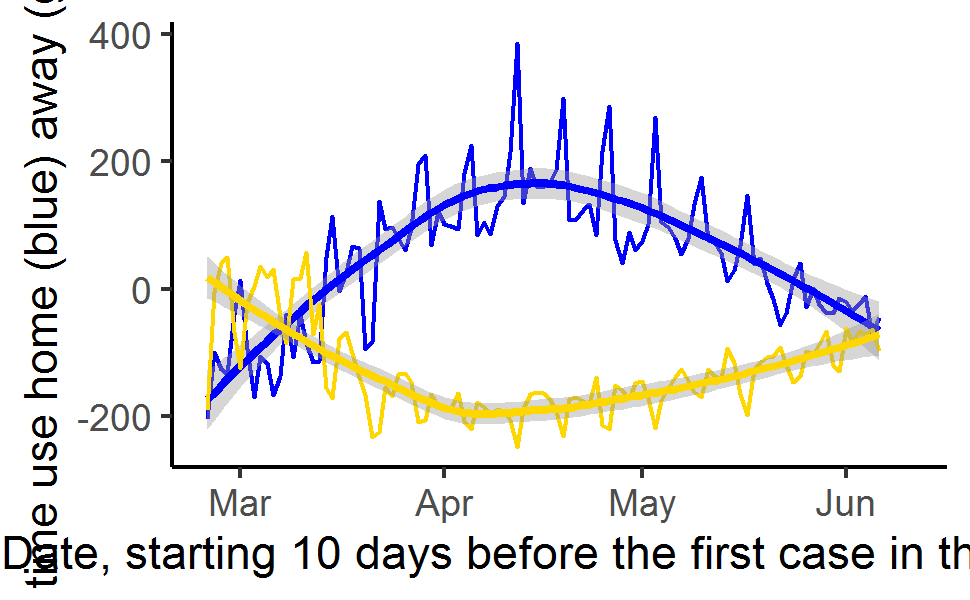 time use home (blue) away (
400
200
0
-200
Mar Apr May Jun
Date, starting 10 days before the first case in th